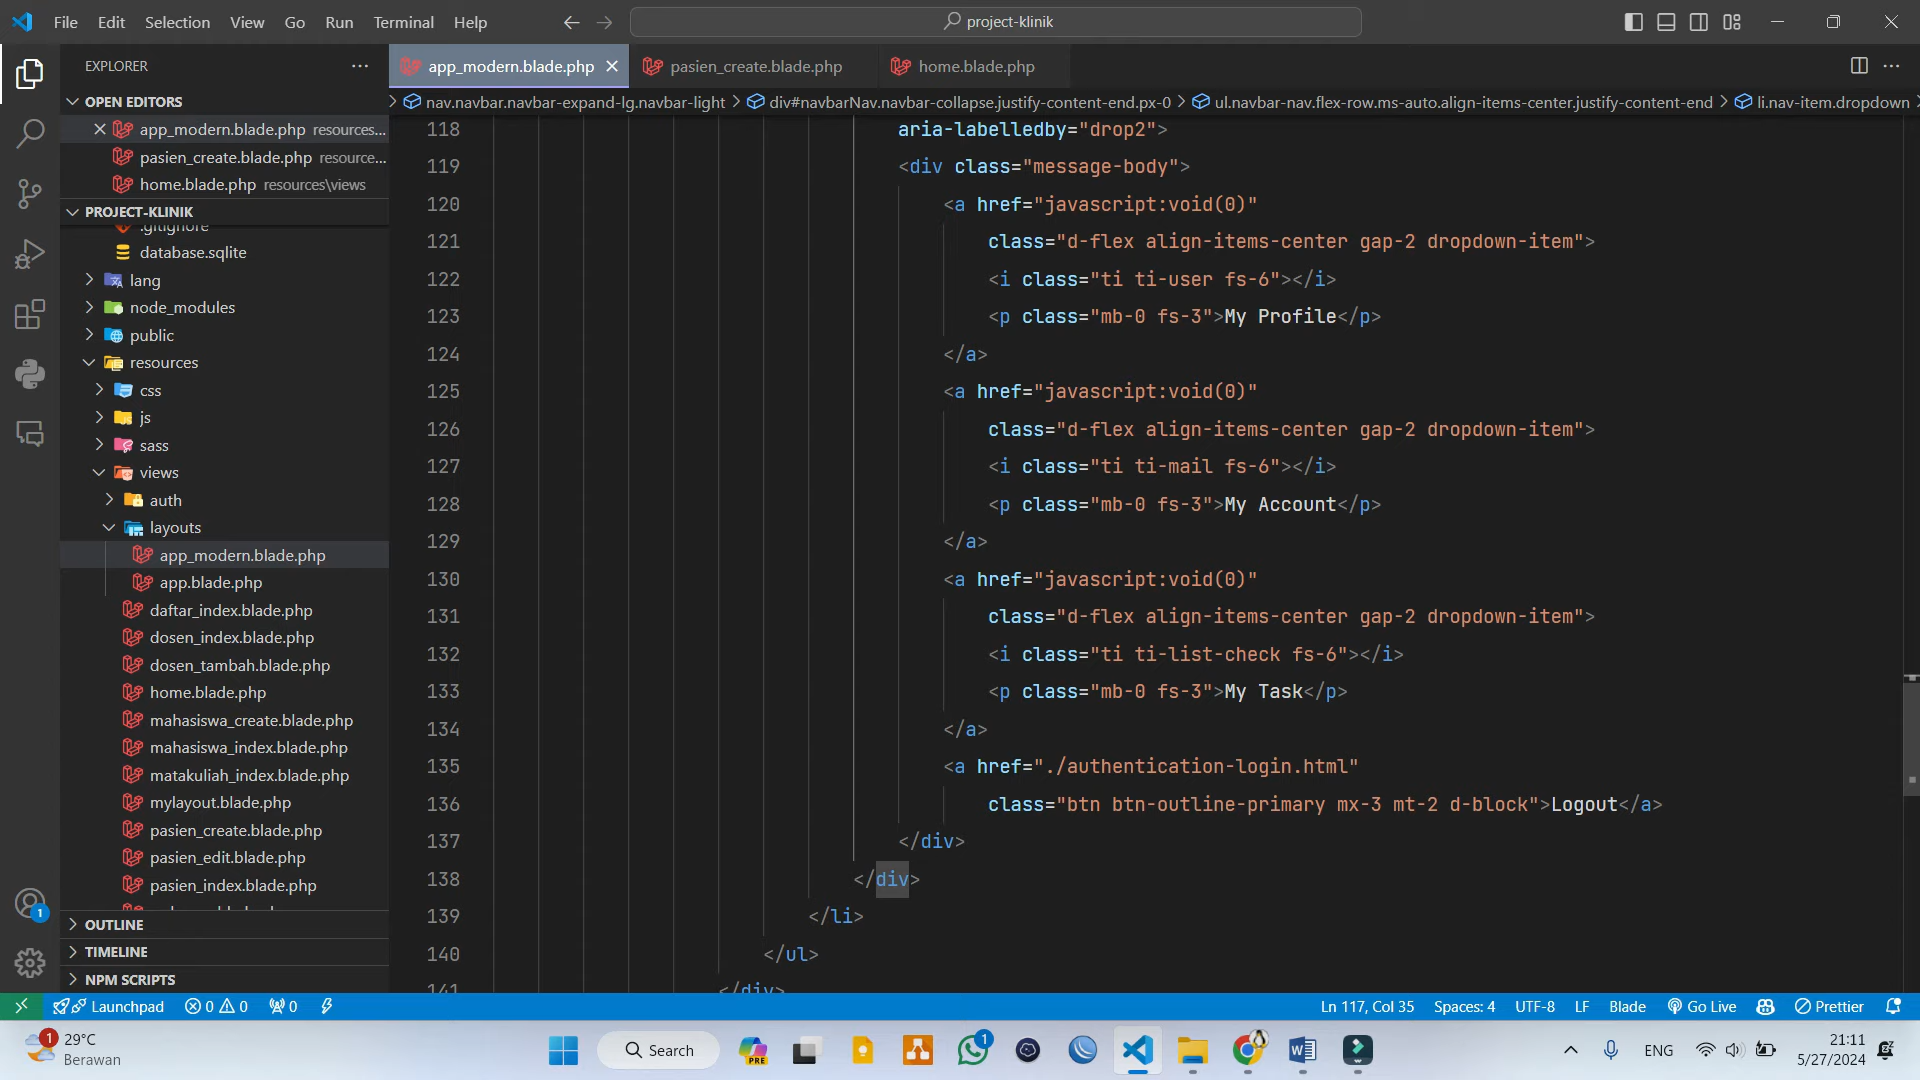 File Edit Selection View Go Run Terminal Help
project-klinik
EXPLORER
app_modern.blade.php
pasien_create.blade.php
home.blade.php
nav.navbar.navbar-expand-lg.navbar-light
div#navbarNav.navbar-collapse.justify-content-end.px-0
ul.navbar-nav.flex-row.ms-auto.align-items-center.justify-content-end
li.nav-item.dropdown
OPEN EDITORS
app_modern.blade.php resources...
pasien_create.blade.php resource...
home.blade.php resources\views
PROJECT-KLINIK
.gitignore
database.sqlite
lang
node_modules
public
resources
css
js
sass
views
auth
layouts
app_modern.blade.php
app.blade.php
daftar_index.blade.php
dosen_index.blade.php
dosen_tambah.blade.php
home.blade.php
mahasiswa_create.blade.php
mahasiswa_index.blade.php
matakuliah_index.blade.php
mylayout.blade.php
pasien_create.blade.php
pasien_edit.blade.php
pasien_index.blade.php
OUTLINE
TIMELINE
NPM SCRIPTS
118 aria-labelledby="drop2">
119 <div class="message-body">
120 <a href="javascript:void(0)"
121 class="d-flex align-items-center gap-2 dropdown-item">
122 <i class="ti ti-user fs-6"></i>
123 <p class="mb-0 fs-3">My Profile</p>
124 </a>
125 <a href="javascript:void(0)"
126 class="d-flex align-items-center gap-2 dropdown-item">
127 <i class="ti ti-mail fs-6"></i>
128 <p class="mb-0 fs-3">My Account</p>
129 </a>
130 <a href="javascript:void(0)"
131 class="d-flex align-items-center gap-2 dropdown-item">
132 <i class="ti ti-list-check fs-6"></i>
133 <p class="mb-0 fs-3">My Task</p>
134 </a>
135 <a href="./authentication-login.html"
136 class="btn btn-outline-primary mx-3 mt-2 d-block">Logout</a>
137 </div>
138 </div>
139 </li>
140 </ul>
141 </div>
Launchpad 0 0 0
Ln 117, Col 35 Spaces: 4 UTF-8 LF Blade Go Live Prettier
1
1
29°C
Berawan
Search
PRE
1
ENG
21:11
5/27/2024